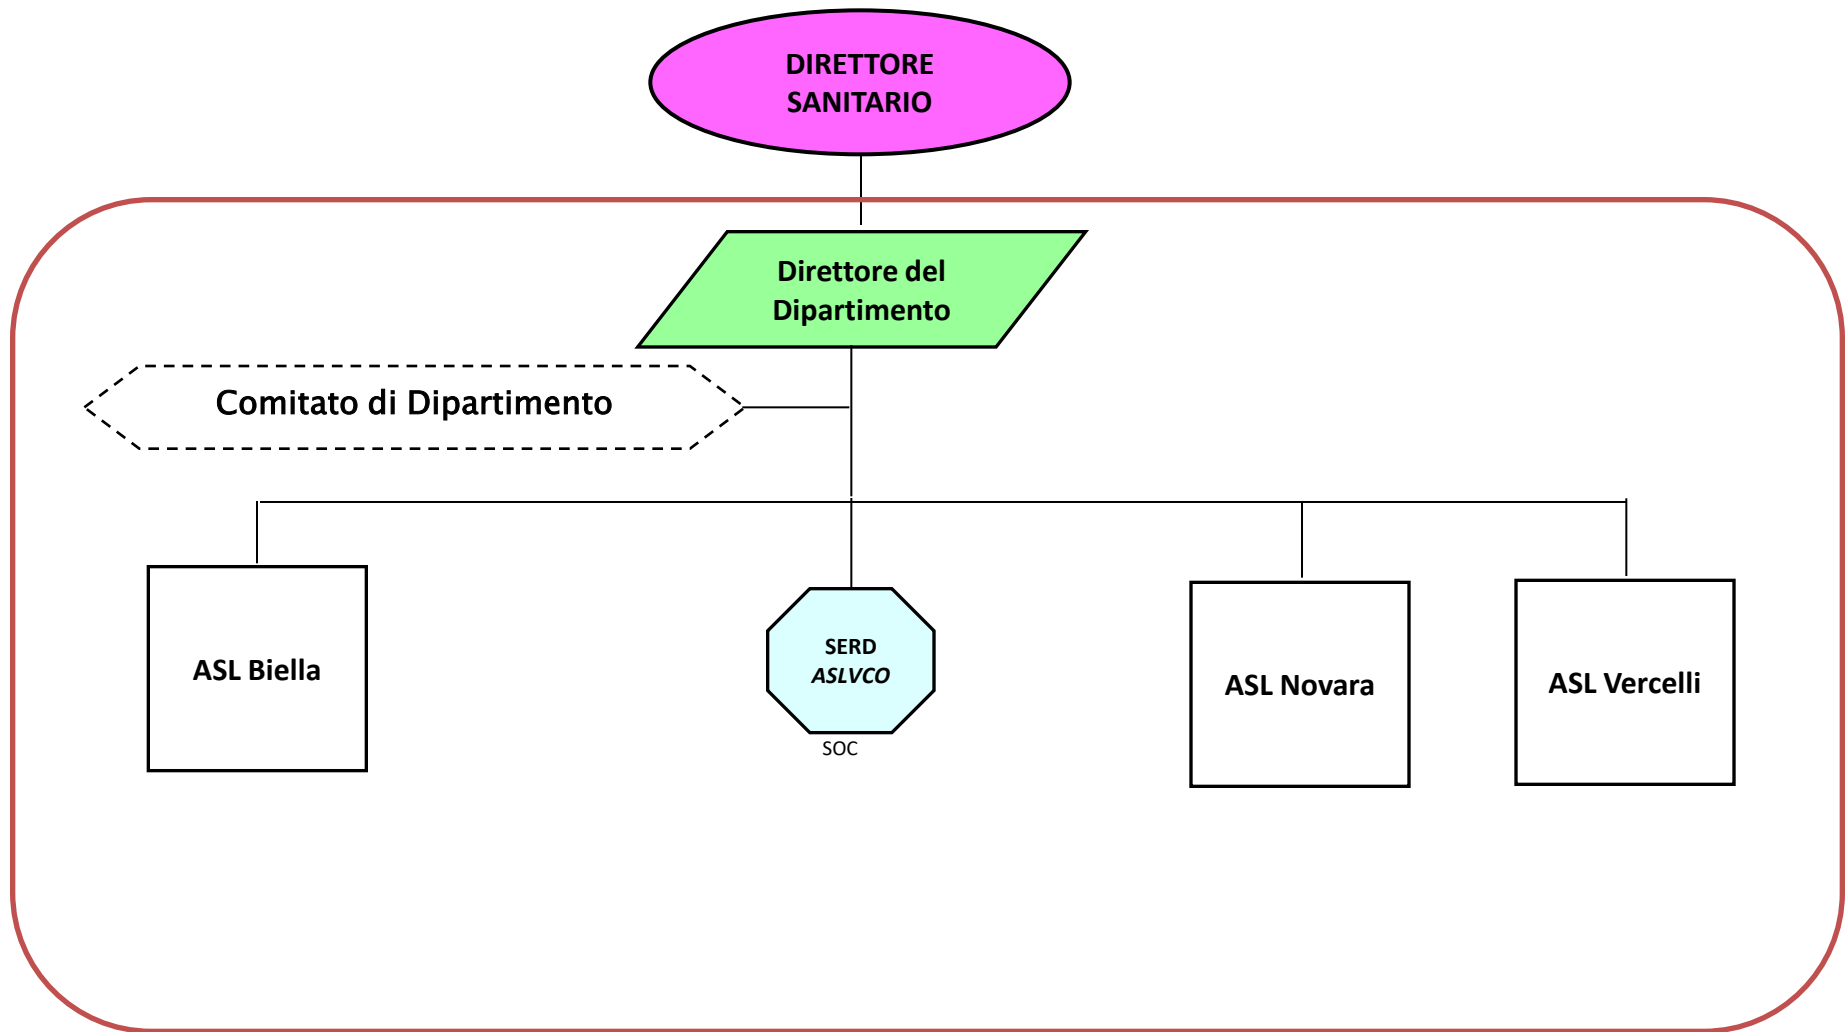 DIRETTORE
SANITARIO
Direttore del
Dipartimento
Comitato di Dipartimento
ASL Biella
SERD
ASLVCO
SOC
ASL Novara
ASL Vercelli